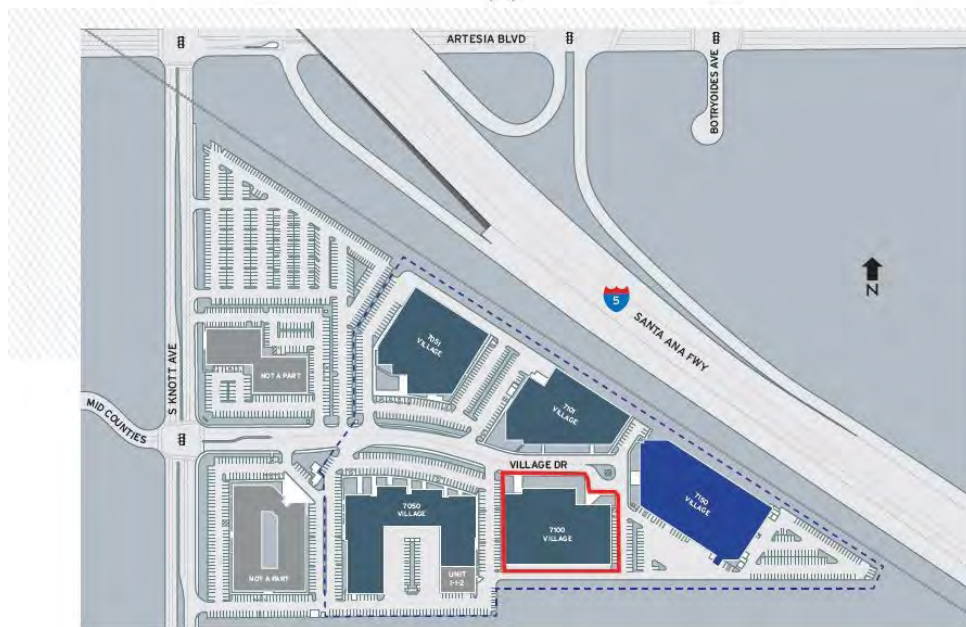 ARTESIA BLVD
BOTRYOIDES AVE
N
5
SANTA ANA FWY
S KNOTT AVE
MID COUNTIES
7051
VILLAGE
NOT A PART
7101
VILLAGE
VILLAGE DR
7150
VILLAGE
7050
VILLAGE
7100
VILLAGE
UNIT
1-1-2
NOT A PART